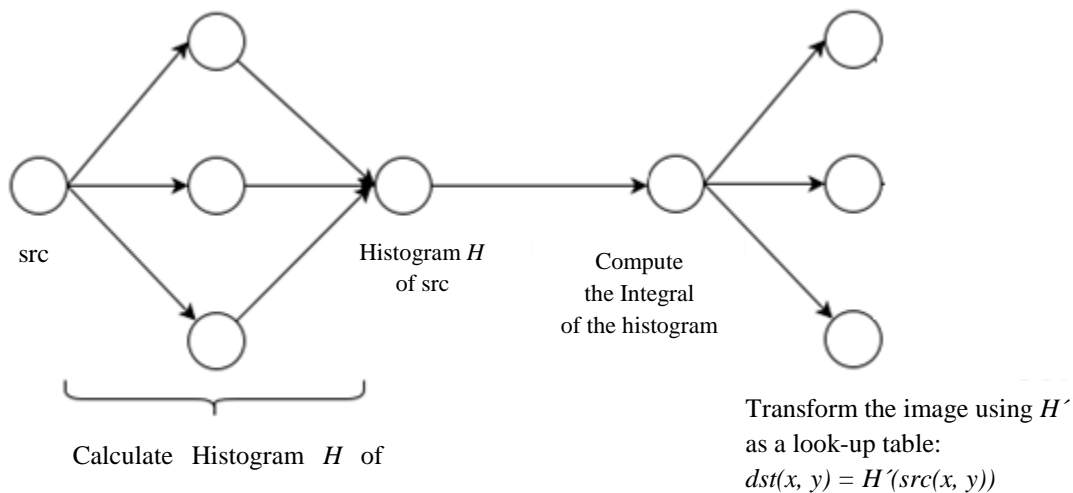 src
Histogram H
of src
Compute
the Integral
of the histogram
Calculate Histogram H of
Transform the image using H´
as a look-up table:
dst(x, y) = H´(src(x, y))